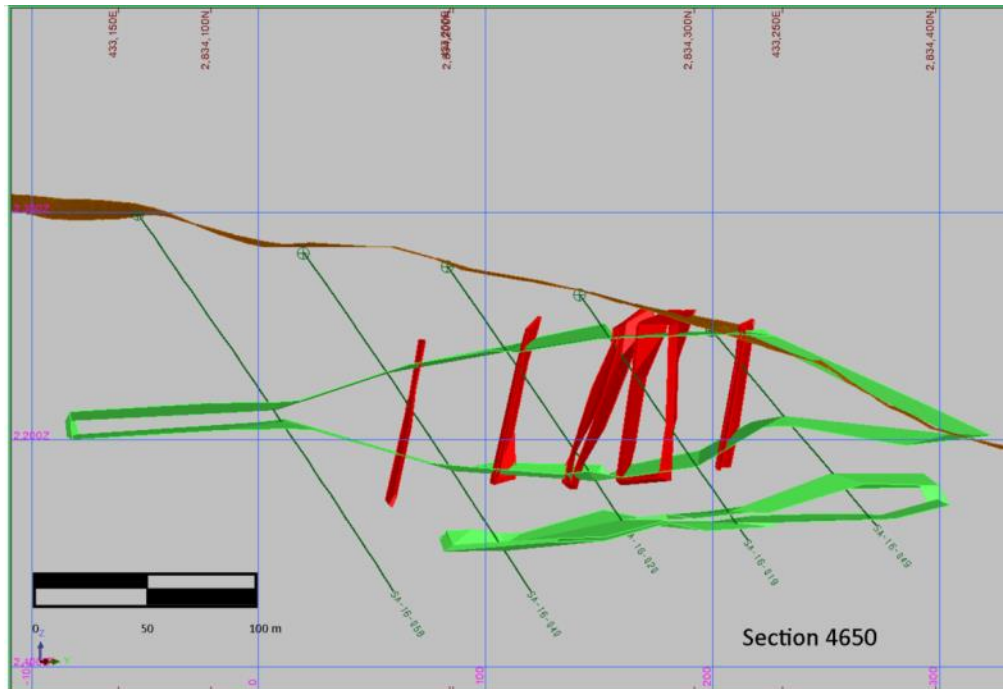 433,150E
2,834,100N
2,834,200N
2,834,300N
433,250E
2,834,400N
2,200Z
SA-16-020
SA-16-019
SA-16-049
SA-16-058
SA-16-040
0
50
100 m
Section 4650
Z
Y
-100
0
100
200
300